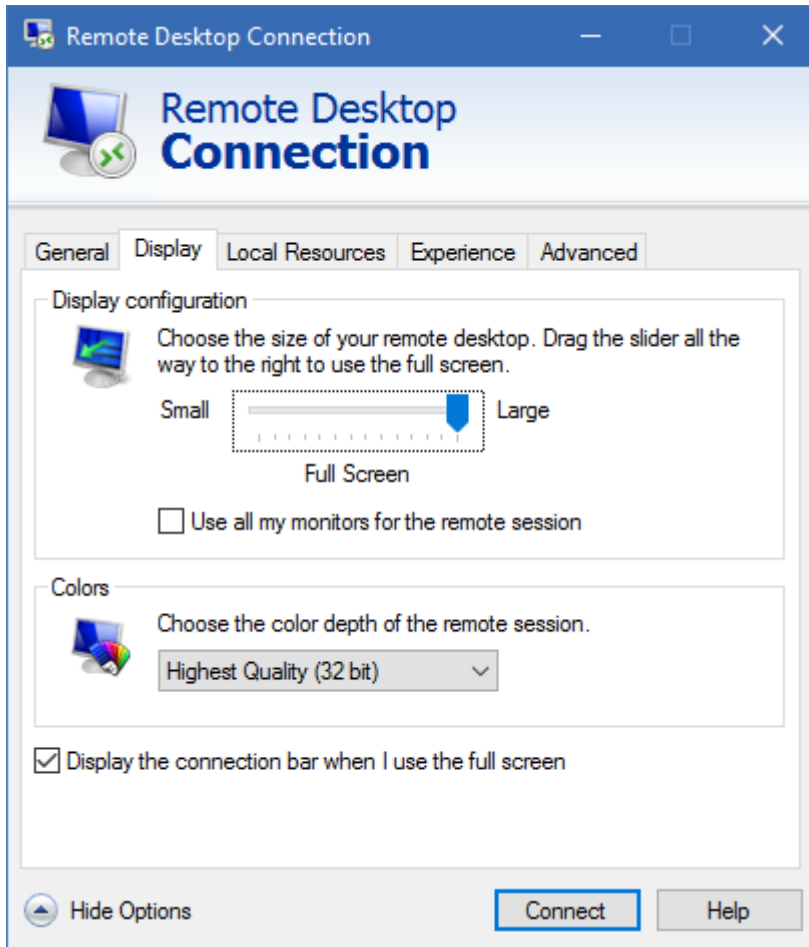 Remote Desktop Connection
Remote Desktop
Connection
General Display Local Resources Experience Advanced
Display configuration
Choose the size of your remote desktop. Drag the slider all the
way to the right to use the full screen.
Small Large
Full Screen
Use all my monitors for the remote session
Colors
Choose the color depth of the remote session.
Highest Quality (32 bit)
Display the connection bar when I use the full screen
Hide Options Connect Help